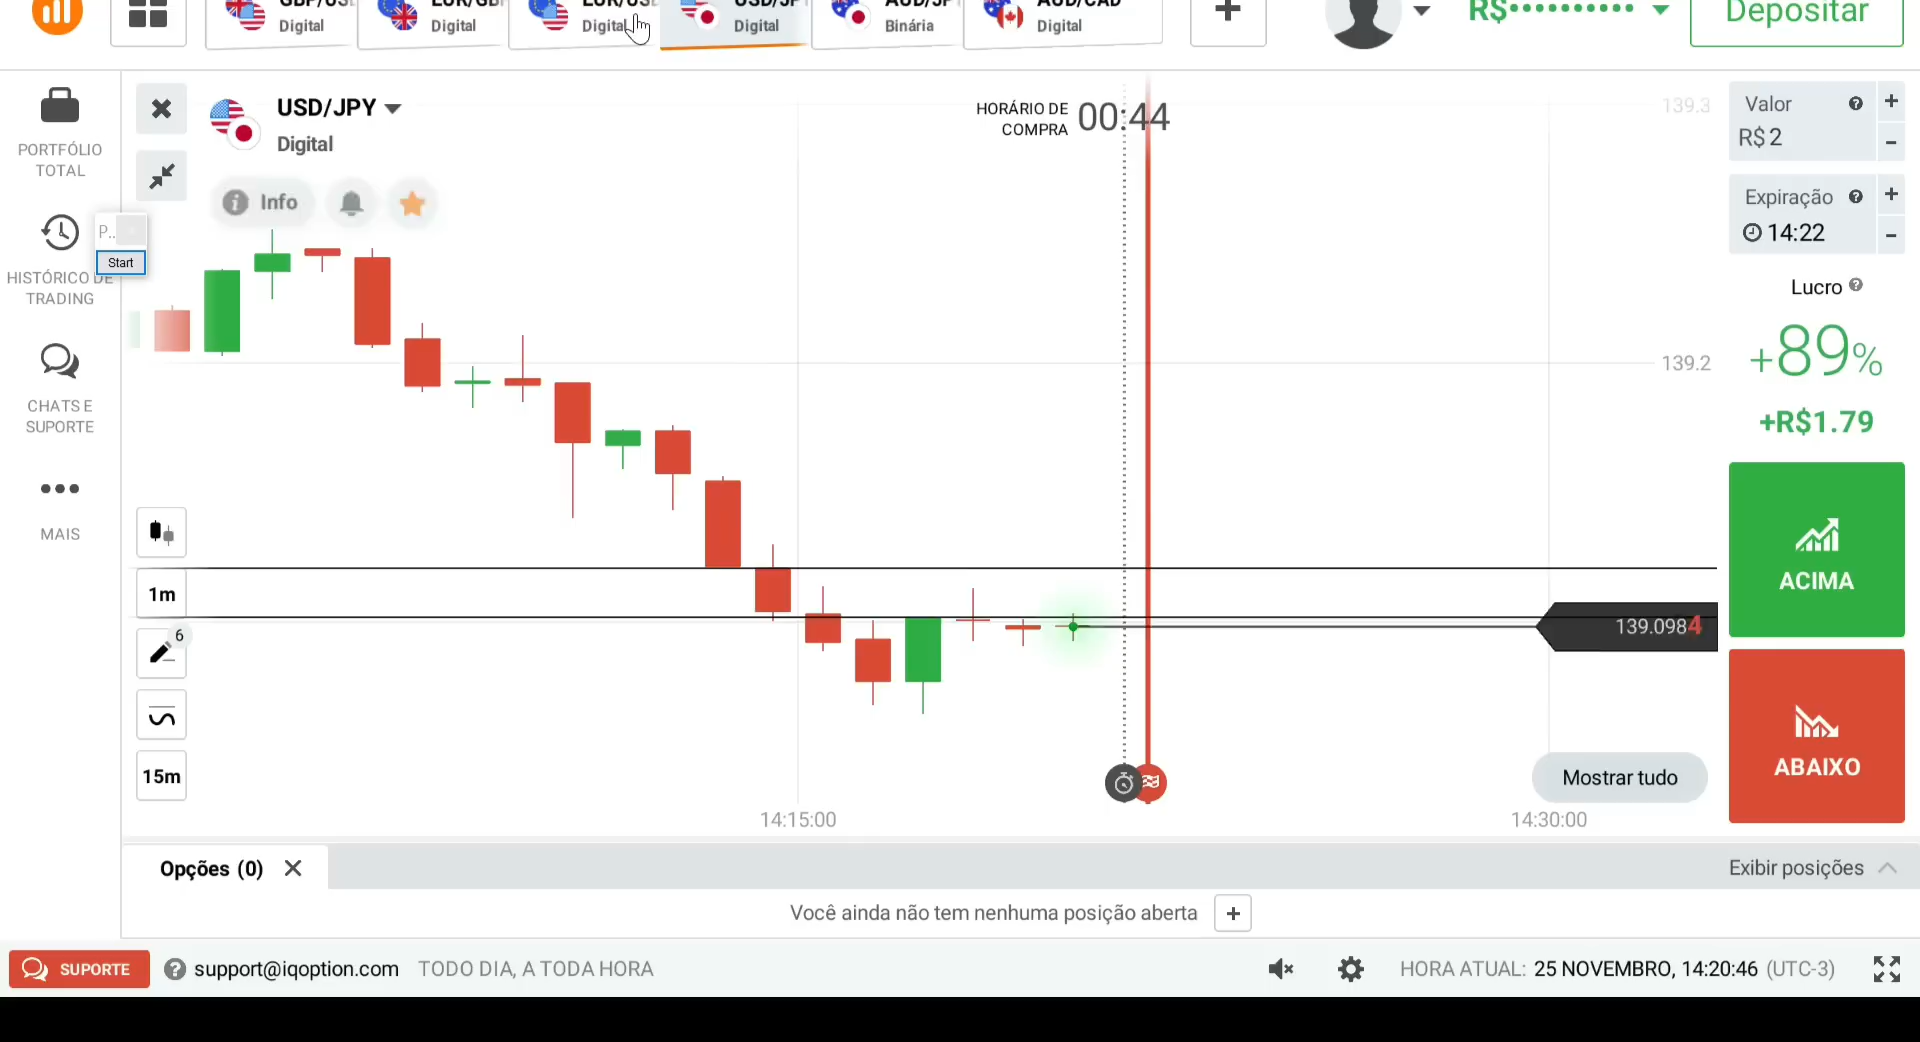 GBP/USD
Digital
EUR/GBP
Digital
EUR/USD
Digital
USD/JPY
Digital
AUD/JPY
Binária
AUD/CAD
Digital
+
R$
Depositar
PORTFÓLIO
TOTAL
HISTÓRICO DE
TRADING
CHATS E
SUPORTE
MAIS
P..
Start
USD/JPY
Digital
Info
HORÁRIO DE
COMPRA
00:44
139.3
139.2
139.0984
1m
6
15m
14:15:00
14:30:00
Mostrar tudo
Valor
R$ 2
+
-
Expiração
14:22
+
-
Lucro
+89%
+R$1.79
ACIMA
ABAIXO
Opções (0)
Exibir posições
Você ainda não tem nenhuma posição aberta
+
SUPORTE
support@iqoption.com
TODO DIA, A TODA HORA
HORA ATUAL: 25 NOVEMBRO, 14:20:46 (UTC-3)